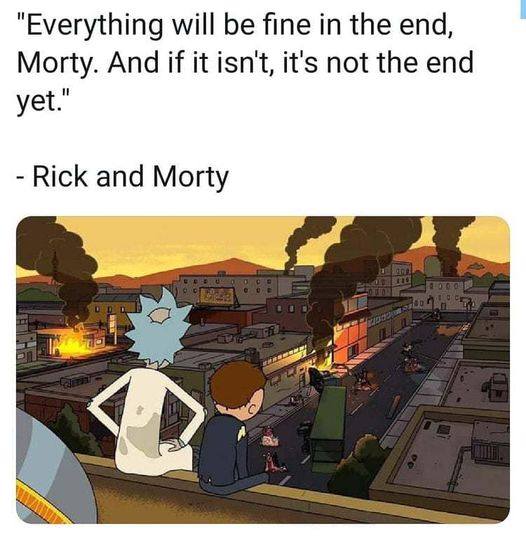 "Everything will be fine in the end,
Morty. And if it isn't, it's not the end
yet."
- Rick and Morty